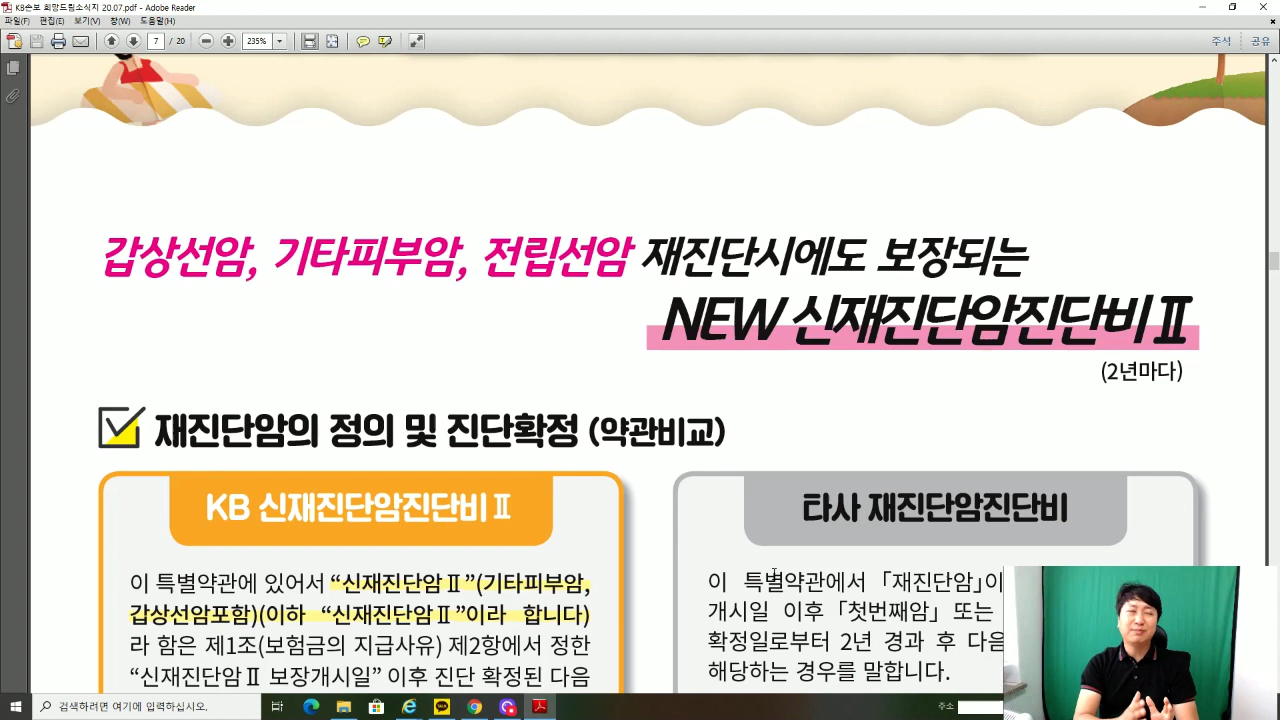 KB손보 희망드림소식지 20.07.pdf - Adobe Reader
파일(F) 편집(E) 보기(V) 창(W) 도움말(H)
7 / 20 235% 주석 공유
갑상선암, 기타피부암, 전립선암 재진단시에도 보장되는
NEW 신재진단암진단비Ⅱ
(2년마다)
재진단암의 정의 및 진단확정 (약관비교)
KB 신재진단암진단비Ⅱ
이 특별약관에 있어서 “신재진단암Ⅱ”(기타피부암,
갑상선암포함)(이하 “신재진단암Ⅱ”이라 합니다)
라 함은 제1조(보험금의 지급사유) 제2항에서 정한
“신재진단암Ⅱ 보장개시일” 이후 진단 확정된 다음
타사 재진단암진단비
이 특별약관에서 「재진단암」이
개시일 이후 「첫번째암」 또는
확정일로부터 2년 경과 후 다음
해당하는 경우를 말합니다.
검색하려면 여기에 입력하십시오.
주소